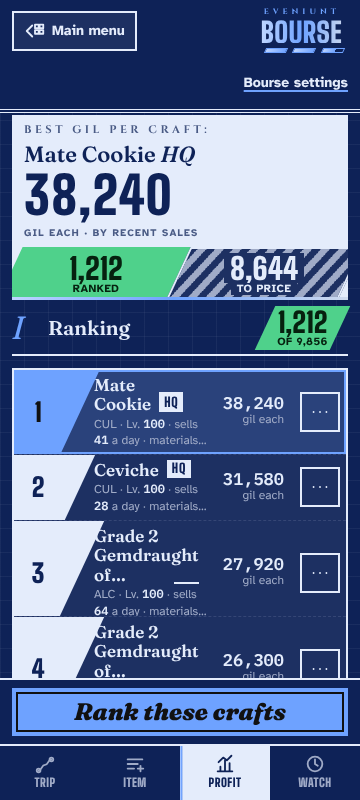 Main menu
EVENIUNT
BOURSE
Bourse settings
BEST GIL PER CRAFT:
Mate Cookie HQ
38,240
GIL EACH · BY RECENT SALES
1,212
RANKED
8,644
TO PRICE
I Ranking
1,212
OF 9,856
1
Mate
Cookie HQ
CUL · Lv. 100 · sells
41 a day · materials...
38,240
gil each
...
2
Ceviche HQ
CUL · Lv. 100 · sells
28 a day · materials...
31,580
gil each
...
3
Grade 2
Gemdraught
of...
ALC · Lv. 100 · sells
64 a day · materials...
27,920
gil each
...
4
Grade 2
Gemdraught
of...
26,300
gil each
...
Rank these crafts
TRIP
ITEM
PROFIT
WATCH